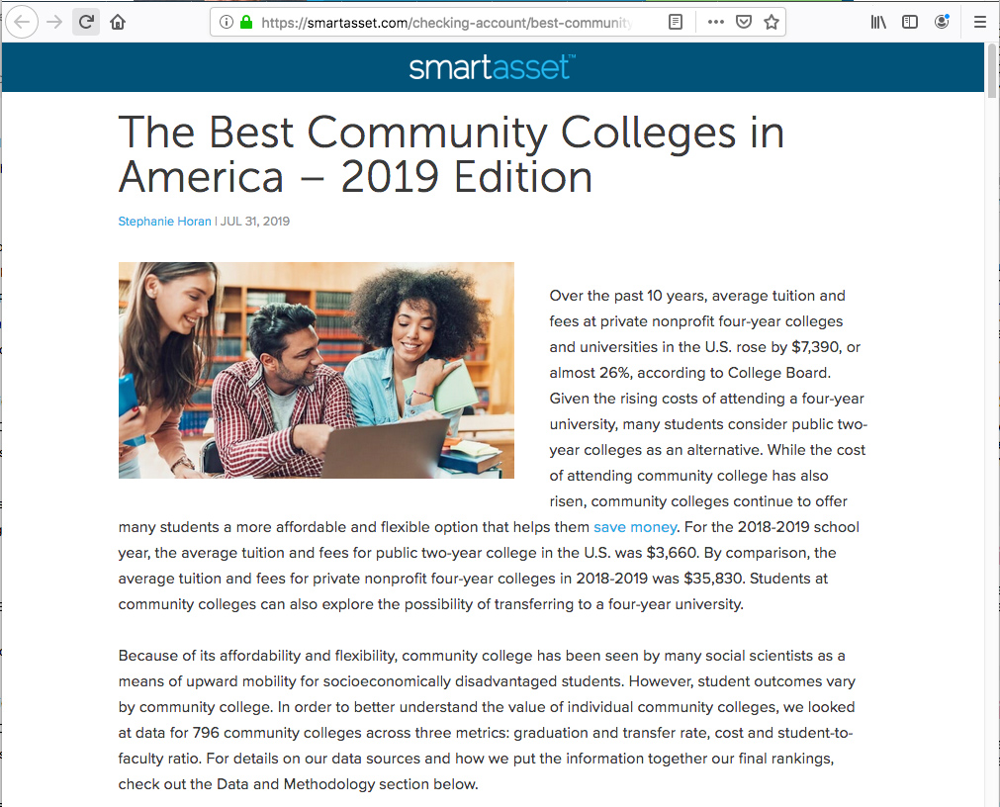 https://smartasset.com/checking-account/best-community
smartasset™
The Best Community Colleges in
America – 2019 Edition
Stephanie Horan | JUL 31, 2019
Over the past 10 years, average tuition and
fees at private nonprofit four-year colleges
and universities in the U.S. rose by $7,390, or
almost 26%, according to College Board.
Given the rising costs of attending a four-year
university, many students consider public two-
year colleges as an alternative. While the cost
of attending community college has also
risen, community colleges continue to offer
many students a more affordable and flexible option that helps them save money. For the 2018-2019 school
year, the average tuition and fees for public two-year college in the U.S. was $3,660. By comparison, the
average tuition and fees for private nonprofit four-year colleges in 2018-2019 was $35,830. Students at
community colleges can also explore the possibility of transferring to a four-year university.
Because of its affordability and flexibility, community college has been seen by many social scientists as a
means of upward mobility for socioeconomically disadvantaged students. However, student outcomes vary
by community college. In order to better understand the value of individual community colleges, we looked
at data for 796 community colleges across three metrics: graduation and transfer rate, cost and student-to-
faculty ratio. For details on our data sources and how we put the information together our final rankings,
check out the Data and Methodology section below.